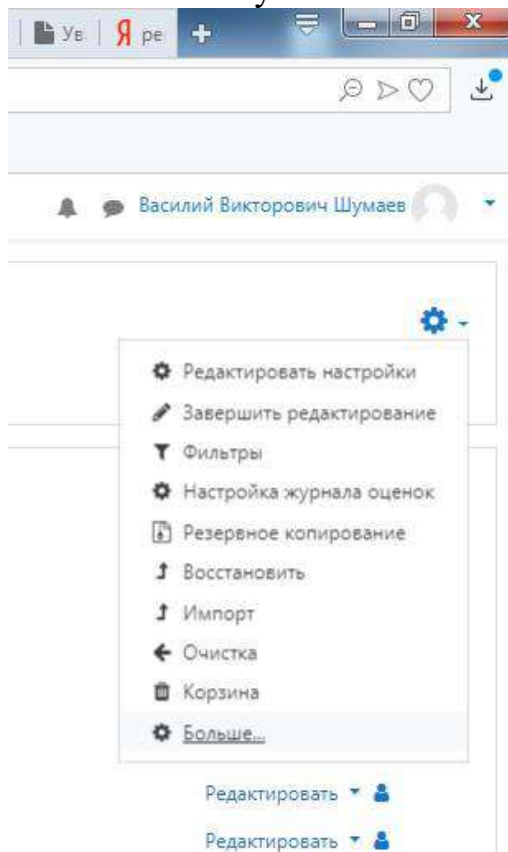 у
Ув Я ре
Василий Викторович Шумаев
Редактировать настройки
Завершить редактирование
Фильтры
Настройка журнала оценок
Резервное копирование
Восстановить
Импорт
Очистка
Корзина
Больше...
Редактировать
Редактировать